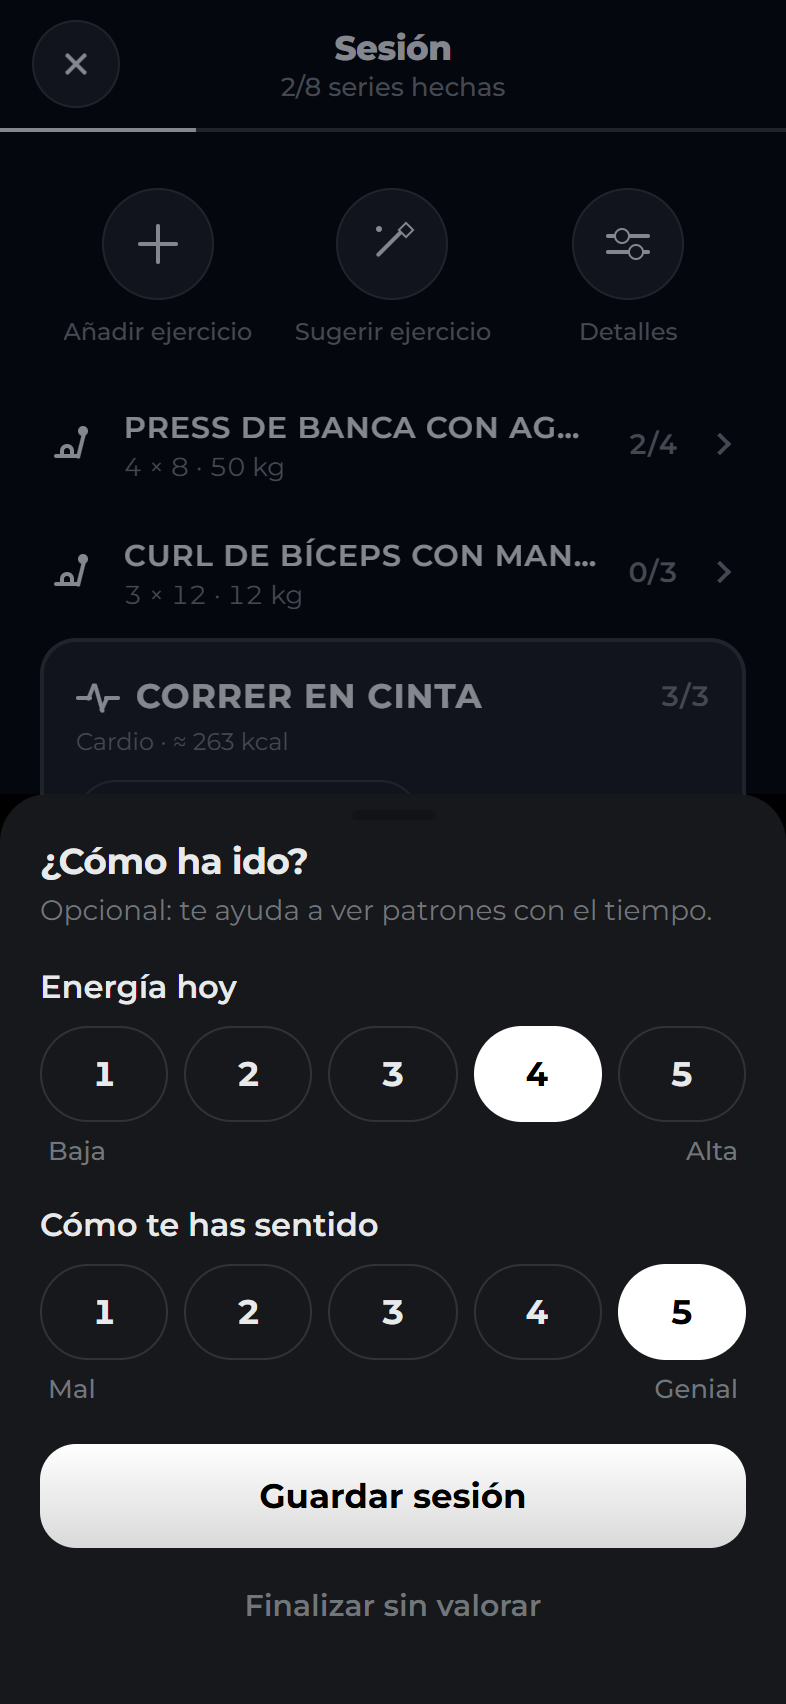 Sesión
2/8 series hechas
Añadir ejercicio
Sugerir ejercicio
Detalles
PRESS DE BANCA CON AG...
2/4
4 × 8 · 50 kg
CURL DE BÍCEPS CON MAN...
0/3
3 × 12 · 12 kg
CORRER EN CINTA
3/3
Cardio · ≈ 263 kcal
¿Cómo ha ido?
Opcional: te ayuda a ver patrones con el tiempo.
Energía hoy
1 2 3 4 5
Baja Alta
Cómo te has sentido
1 2 3 4 5
Mal Genial
Guardar sesión
Finalizar sin valorar